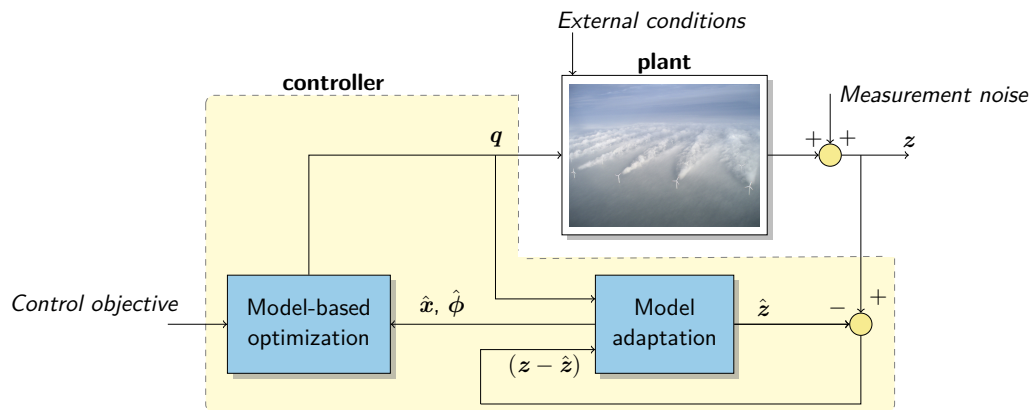 External conditions
plant
controller
Measurement noise
q
+
+
z
Control objective
Model-based
optimization
x̂, ϕ̂
Model
adaptation
ẑ
−
+
(z − ẑ)